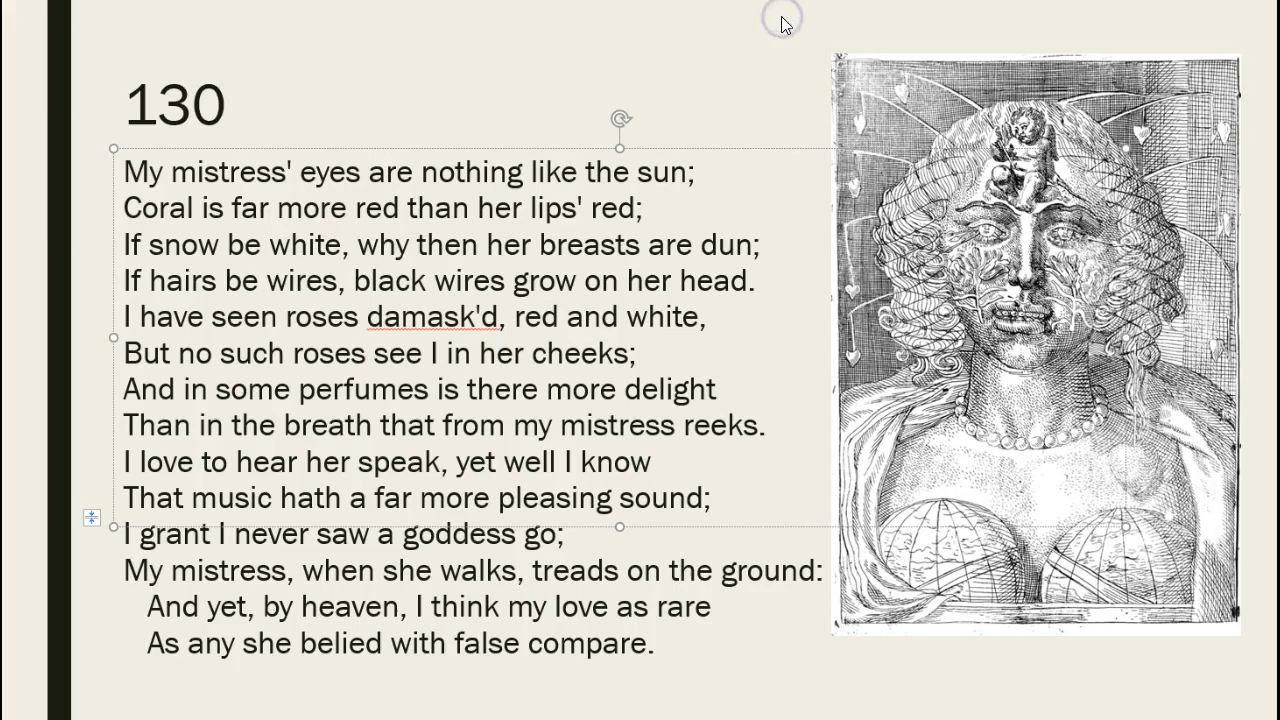 130
My mistress' eyes are nothing like the sun;
Coral is far more red than her lips' red;
If snow be white, why then her breasts are dun;
If hairs be wires, black wires grow on her head.
I have seen roses damask'd, red and white,
But no such roses see I in her cheeks;
And in some perfumes is there more delight
Than in the breath that from my mistress reeks.
I love to hear her speak, yet well I know
That music hath a far more pleasing sound;
I grant I never saw a goddess go;
My mistress, when she walks, treads on the ground:
And yet, by heaven, I think my love as rare
As any she belied with false compare.